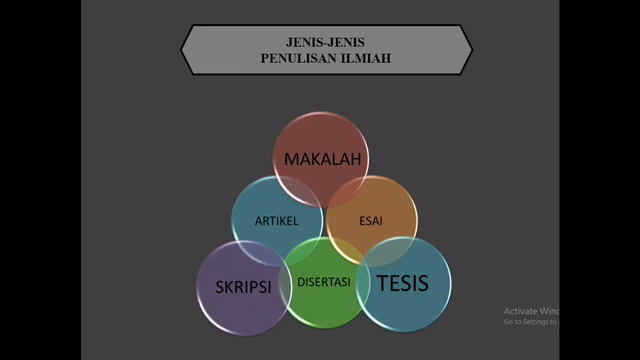 JENIS-JENIS
PENULISAN ILMIAH
MAKALAH
ARTIKEL
ESAI
SKRIPSI
DISERTASI
TESIS
Activate Wind
Go to Settings to